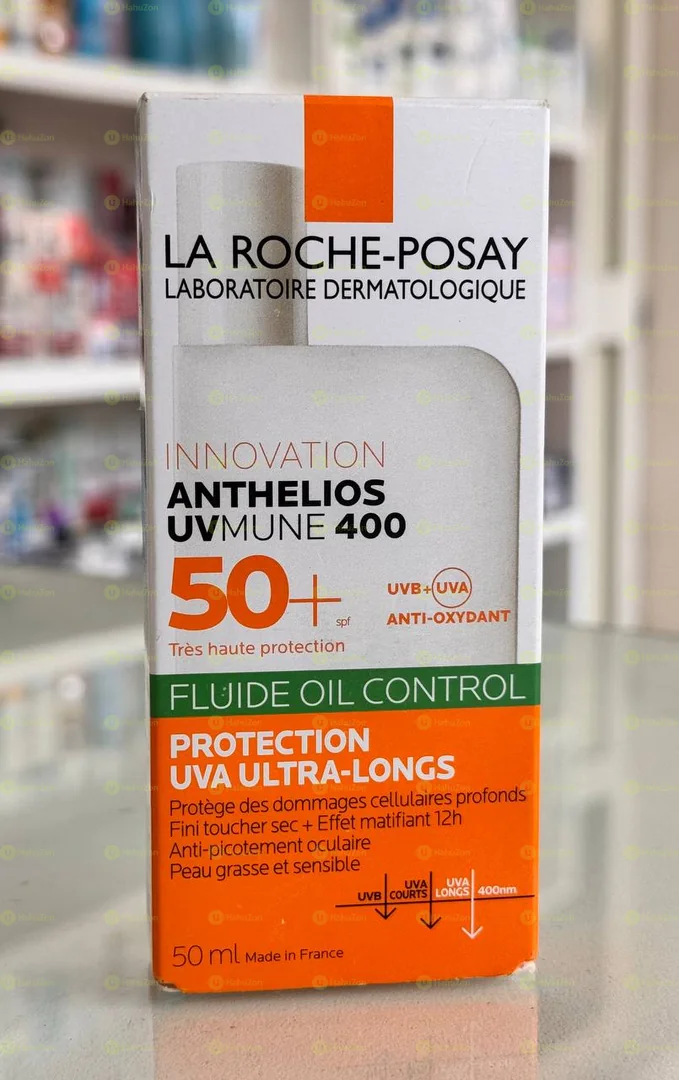 LA ROCHE-POSAY
LABORATOIRE DERMATOLOGIQUE
INNOVATION
ANTHELIOS
UVMUNE 400
50+ spf
Très haute protection
UVB+UVA
ANTI-OXYDANT
FLUIDE OIL CONTROL
PROTECTION
UVA ULTRA-LONGS
Protège des dommages cellulaires profonds
Fini toucher sec + Effet matifiant 12h
Anti-picotement oculaire
Peau grasse et sensible
UVB
UVA COURTS
UVA LONGS
400nm
50 ml Made in France
HahuZon